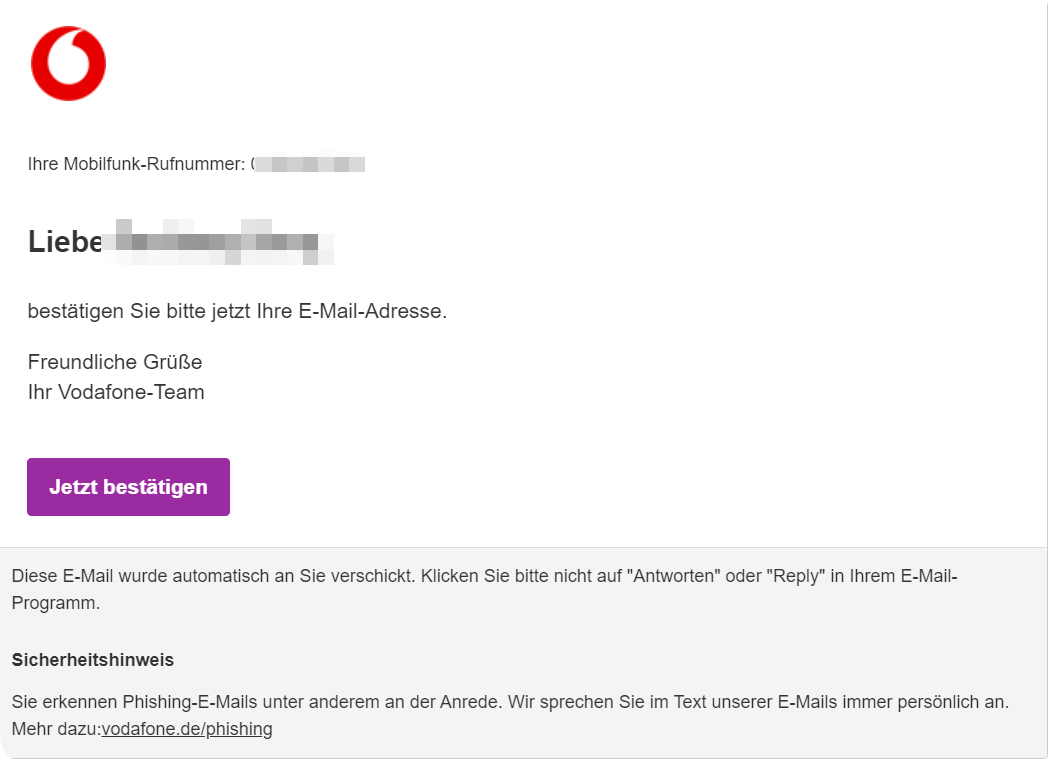 Ihre Mobilfunk-Rufnummer:
Liebe
bestätigen Sie bitte jetzt Ihre E-Mail-Adresse.
Freundliche Grüße
Ihr Vodafone-Team
Jetzt bestätigen
Diese E-Mail wurde automatisch an Sie verschickt. Klicken Sie bitte nicht auf "Antworten" oder "Reply" in Ihrem E-Mail-
Programm.
Sicherheitshinweis
Sie erkennen Phishing-E-Mails unter anderem an der Anrede. Wir sprechen Sie im Text unserer E-Mails immer persönlich an.
Mehr dazu:vodafone.de/phishing